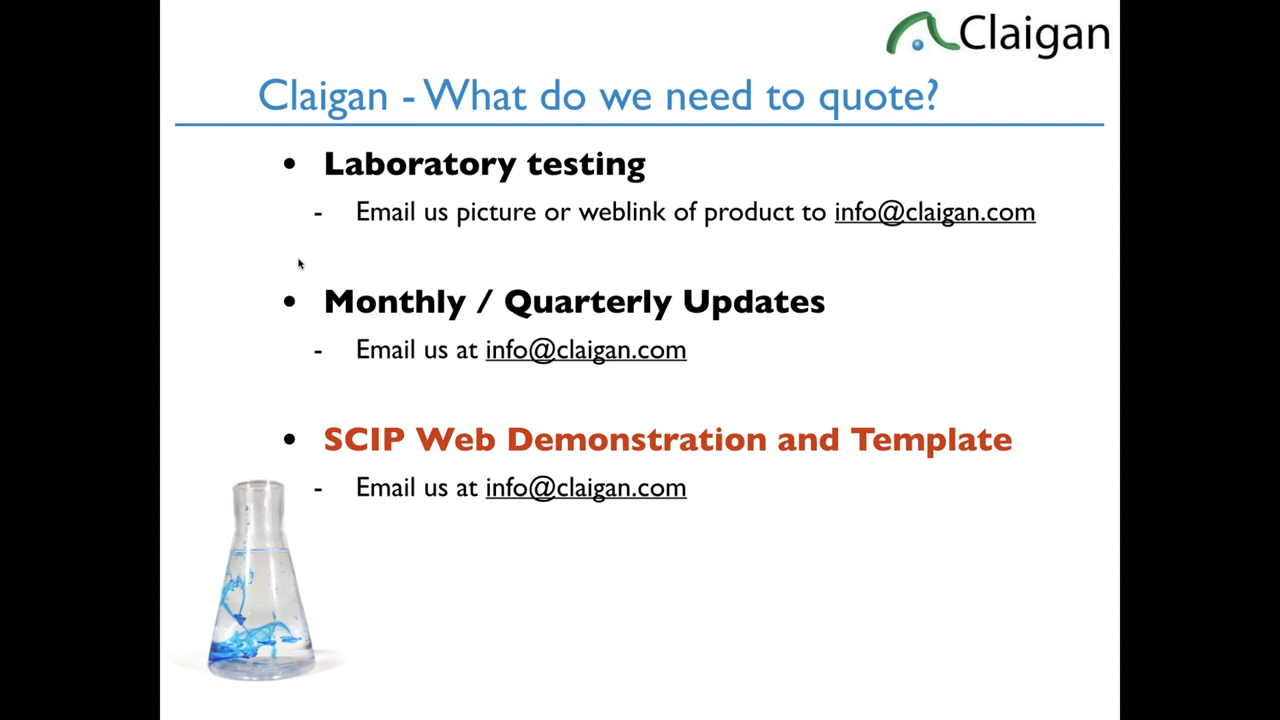 Claigan
Claigan - What do we need to quote?
• Laboratory testing
- Email us picture or weblink of product to info@claigan.com
• Monthly / Quarterly Updates
- Email us at info@claigan.com
• SCIP Web Demonstration and Template
- Email us at info@claigan.com